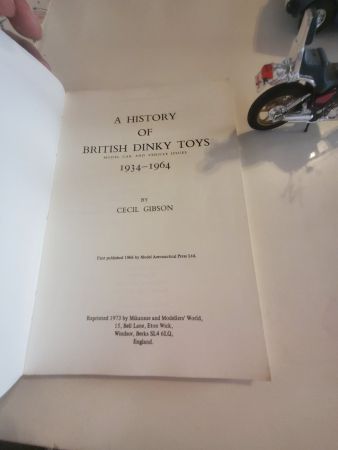 A HISTORY
OF
BRITISH DINKY TOYS
MODEL CAR AND VEHICLE ISSUES
1934–1964
BY
CECIL GIBSON
First published 1966 by Model Aeronautical Press Ltd.
Reprinted 1973 by Mikansue and Modellers' World,
15, Bell Lane, Eton Wick,
Windsor, Berks SL4 6LQ,
England.